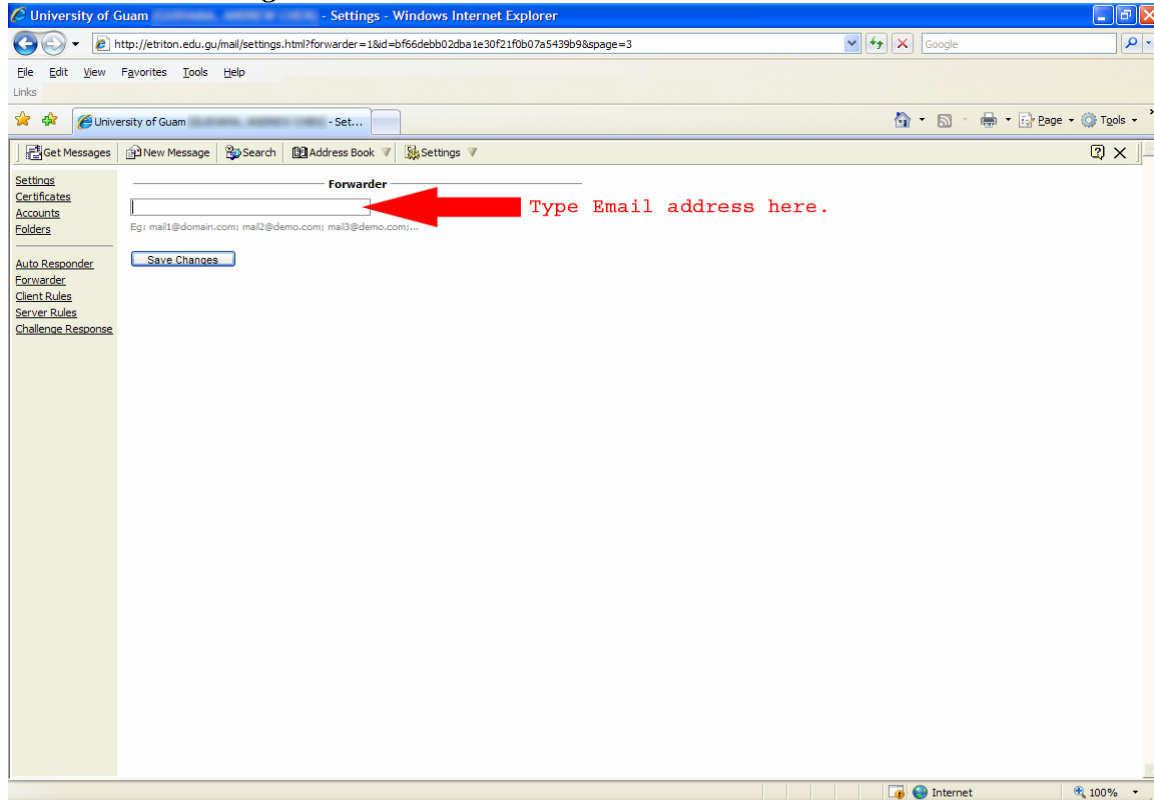 University of Guam - Settings - Windows Internet Explorer
http://etriton.edu.gu/mail/settings.html?forwarder=1&id=bf66debb02dba1e30f21f0b07a5439b9&spage=3
Google
File Edit View Favorites Tools Help
Links
University of Guam - Set...
Page Tools
Get Messages New Message Search Address Book Settings
Settings
Certificates
Accounts
Folders
Auto Responder
Forwarder
Client Rules
Server Rules
Challenge Response
Forwarder
Type Email address here.
Eg: mail1@domain.com; mail2@demo.com; mail3@demo.com;...
Save Changes
Internet 100%